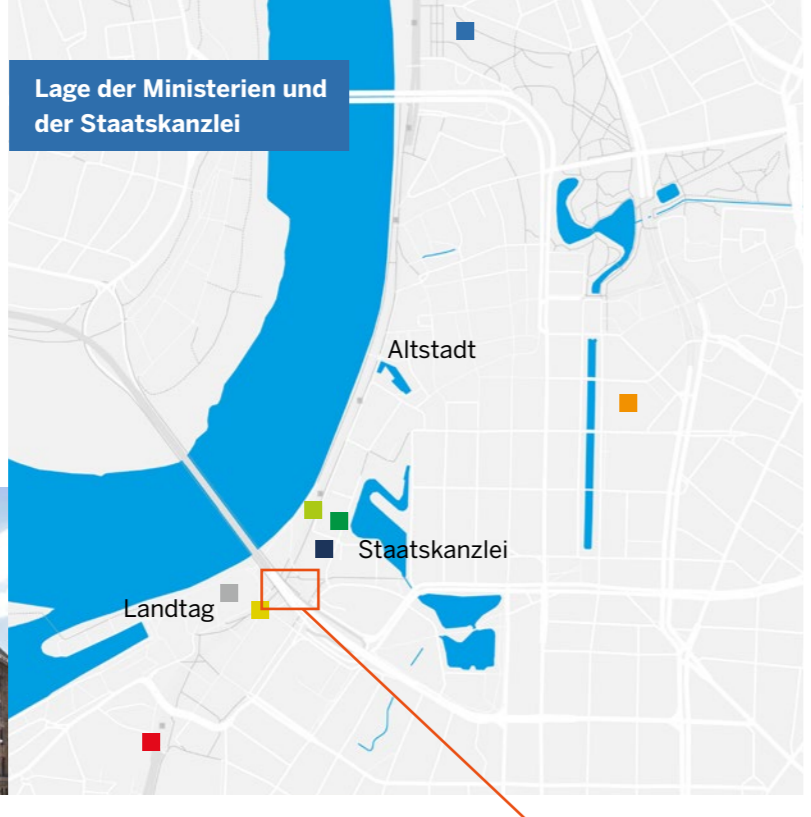 Lage der Ministerien und
der Staatskanzlei
Altstadt
Staatskanzlei
Landtag